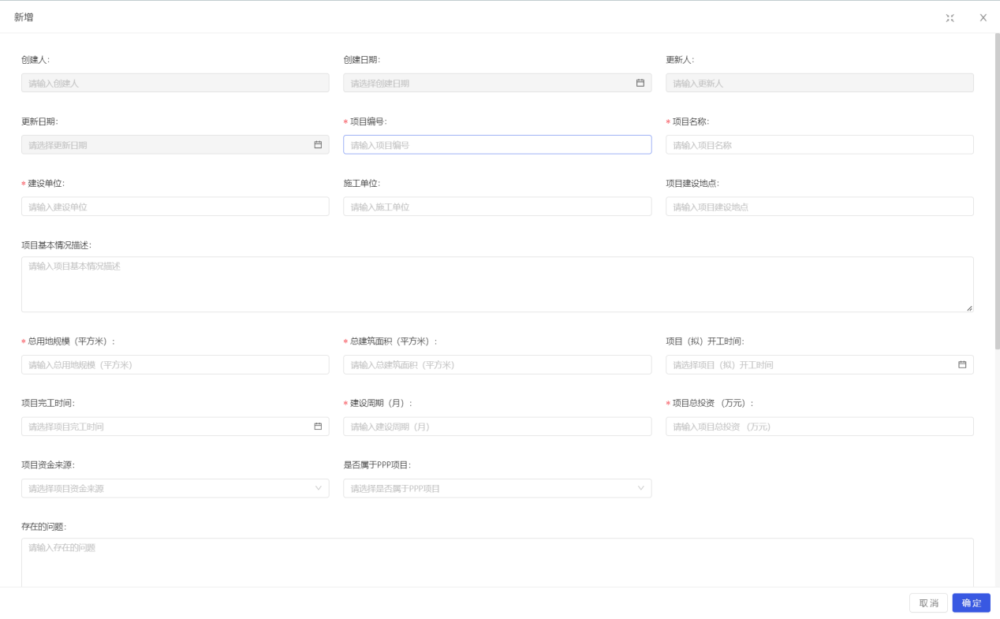 新增
创建人: 创建日期: 更新人:
请输入创建人 请选择创建日期 请输入更新人
更新日期: * 项目编号: * 项目名称:
请选择更新日期 请输入项目编号 请输入项目名称
* 建设单位: 施工单位: 项目建设地点:
请输入建设单位 请输入施工单位 请输入项目建设地点
项目基本情况描述:
请输入项目基本情况描述
* 总用地规模（平方米）: * 总建筑面积（平方米）: 项目（拟）开工时间:
请输入总用地规模（平方米） 请输入总建筑面积（平方米） 请选择项目（拟）开工时间
项目完工时间: * 建设周期（月）: * 项目总投资 （万元）:
请选择项目完工时间 请输入建设周期（月） 请输入项目总投资 （万元）
项目资金来源: 是否属于PPP项目:
请选择项目资金来源 请选择是否属于PPP项目
存在的问题:
请输入存在的问题
取消 确定